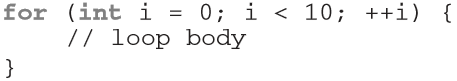 for (int i = 0; i < 10; ++i) {
    // loop body
}